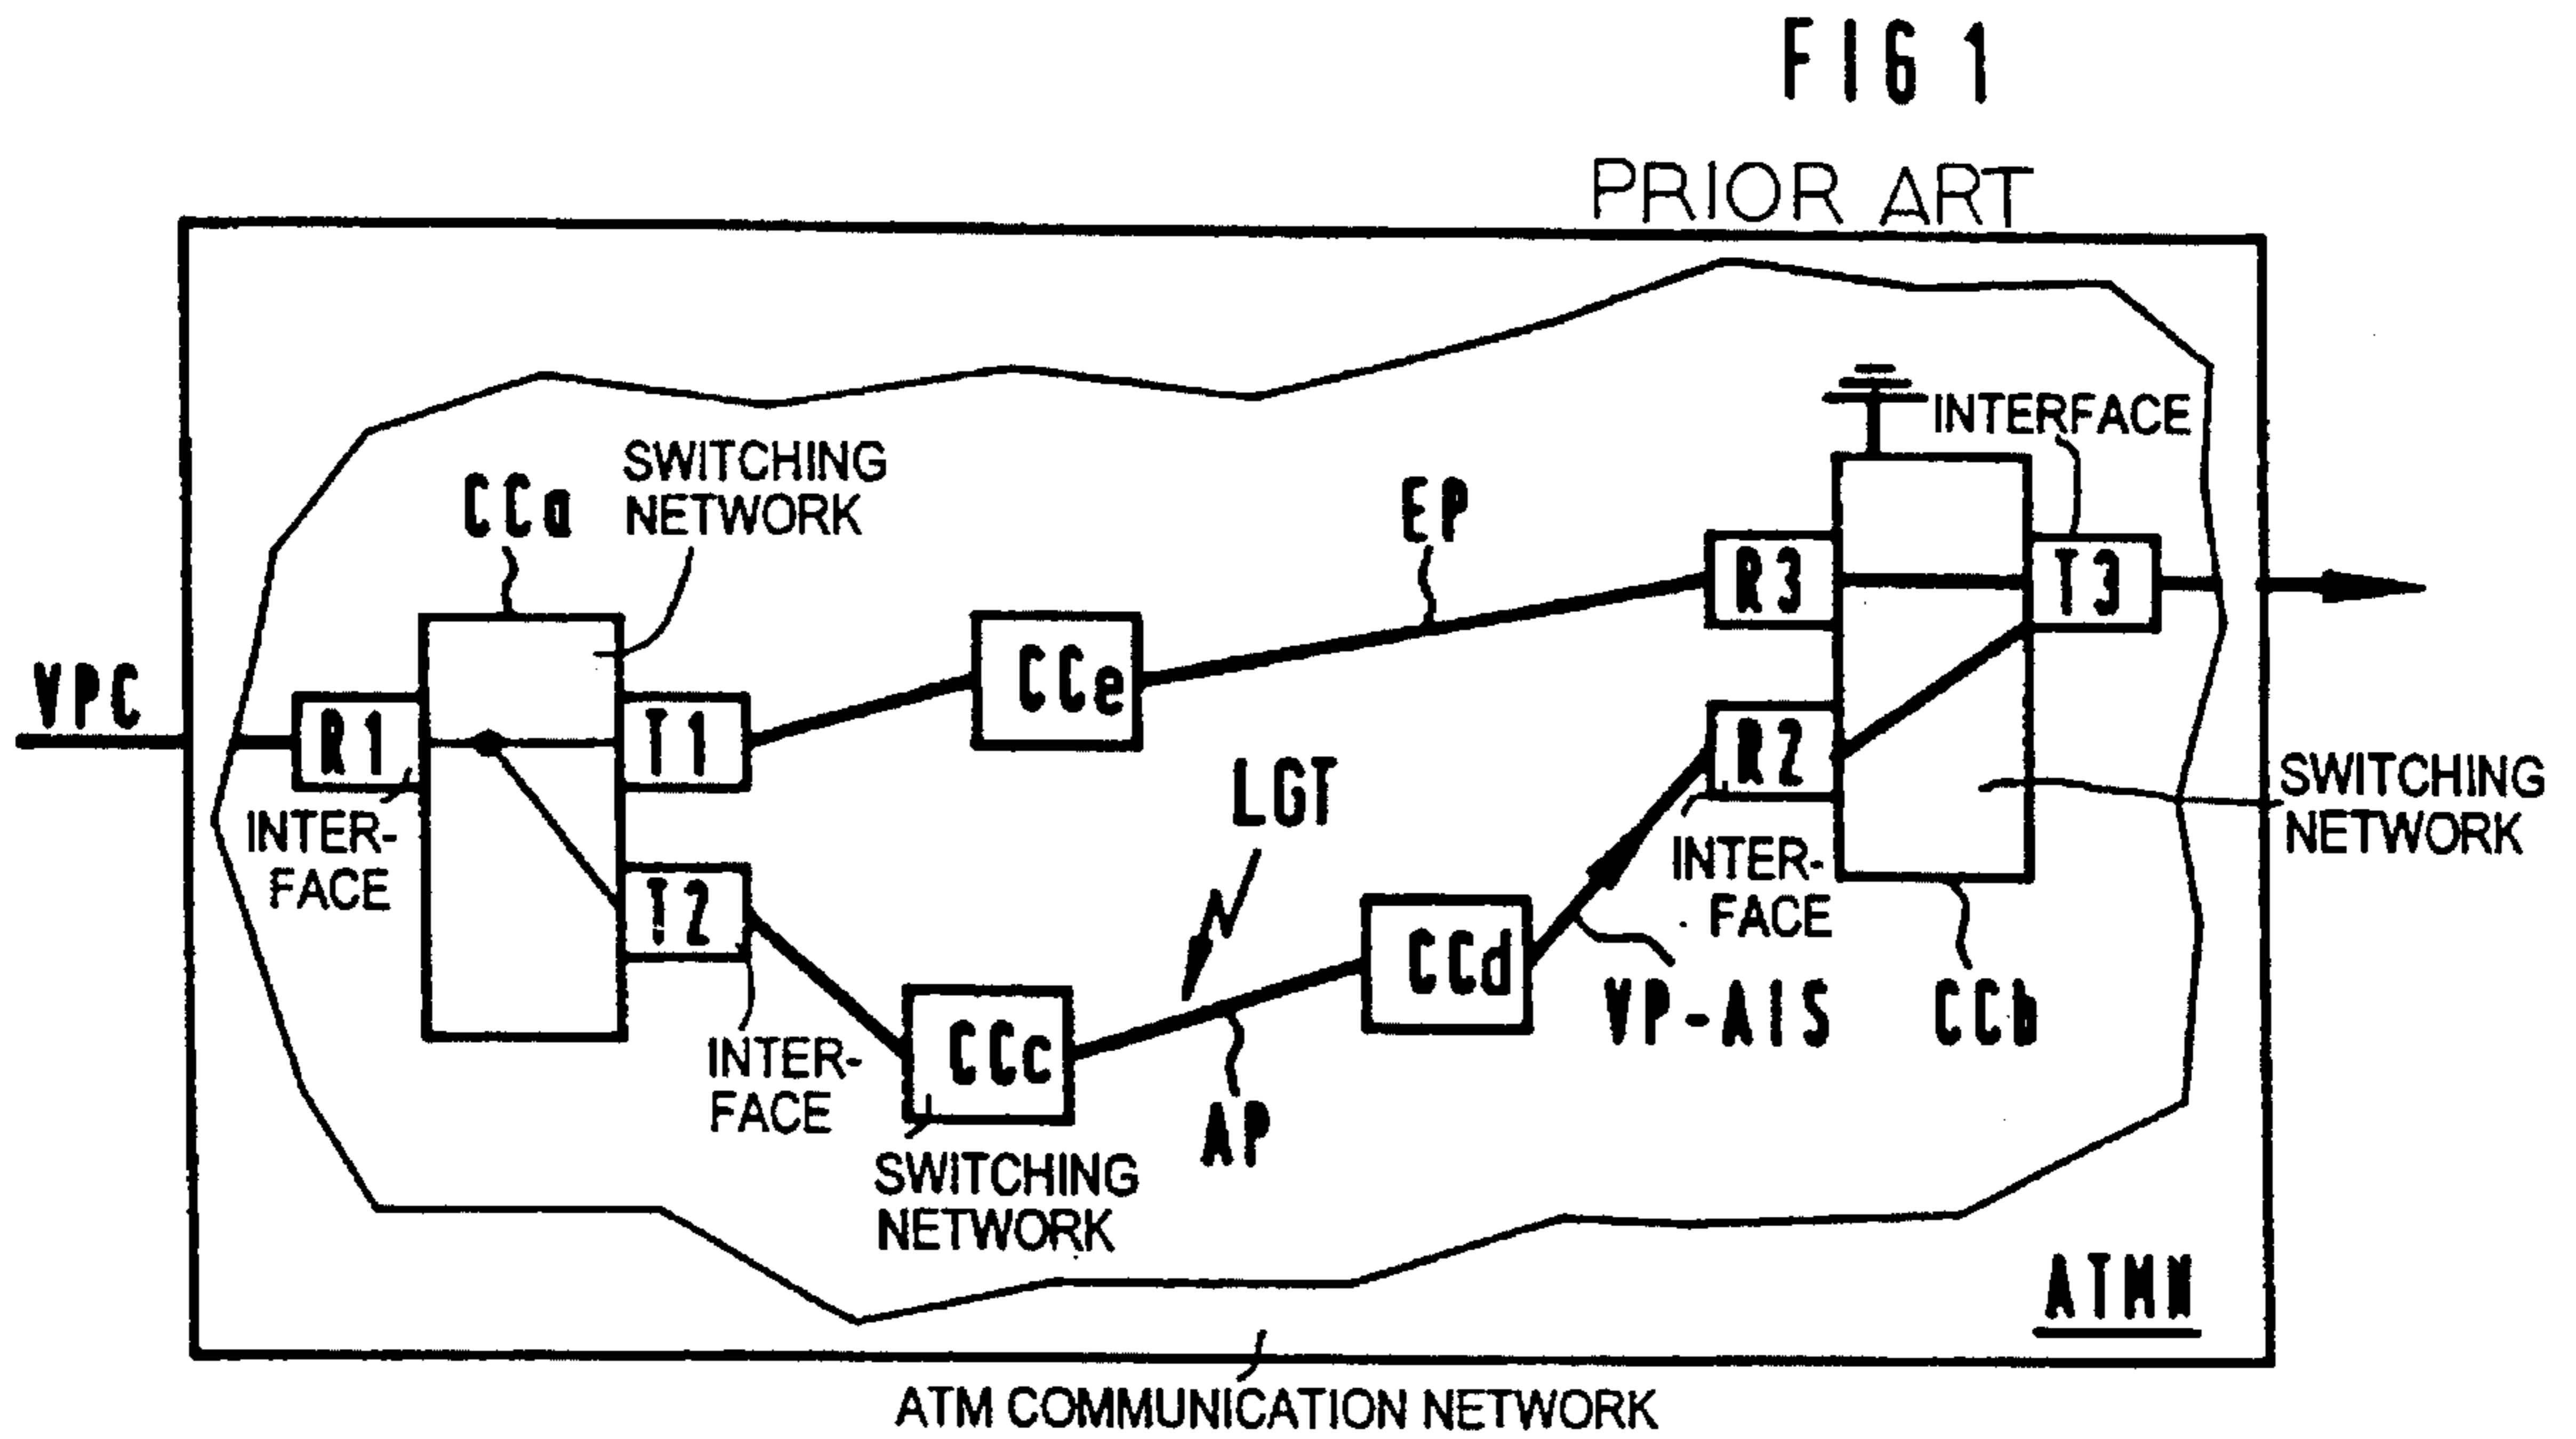 FIG 1
PRIOR ART
INTERFACE
SWITCHING
NETWORK
CCa
EP
R3
T3
CCe
VPC
R1
T1
R2
LGT
SWITCHING
NETWORK
INTER-
FACE
INTER-
FACE
T2
CCd
VP-AIS
CCb
CCc
INTER-
FACE
AP
SWITCHING
NETWORK
ATMN
ATM COMMUNICATION NETWORK